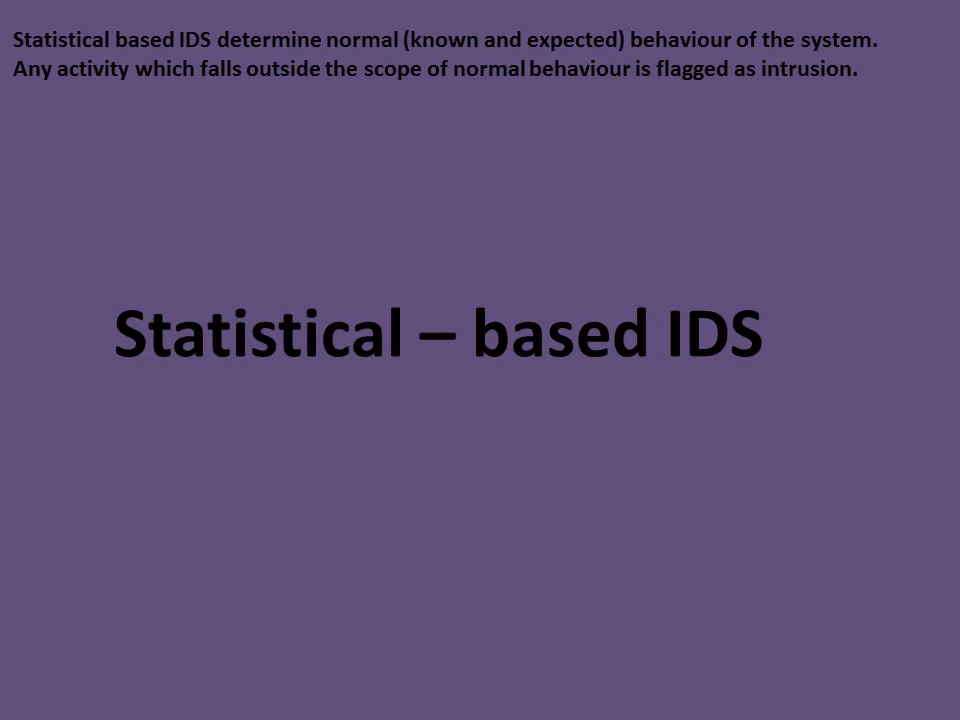 Statistical based IDS determine normal (known and expected) behaviour of the system.
Any activity which falls outside the scope of normal behaviour is flagged as intrusion.
Statistical – based IDS